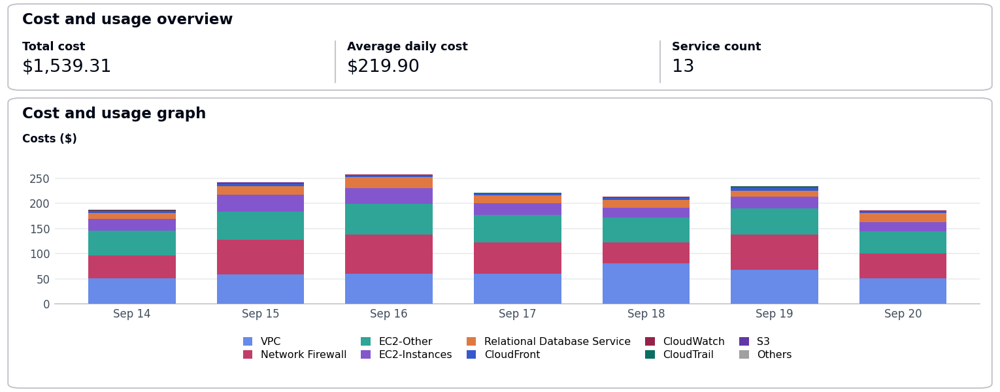 Cost and usage overview
Total cost
$1,539.31
Average daily cost
$219.90
Service count
13
Cost and usage graph
Costs ($)
250
200
150
100
50
0
Sep 14 Sep 15 Sep 16 Sep 17 Sep 18 Sep 19 Sep 20
VPC EC2-Other Relational Database Service CloudWatch S3
Network Firewall EC2-Instances CloudFront CloudTrail Others